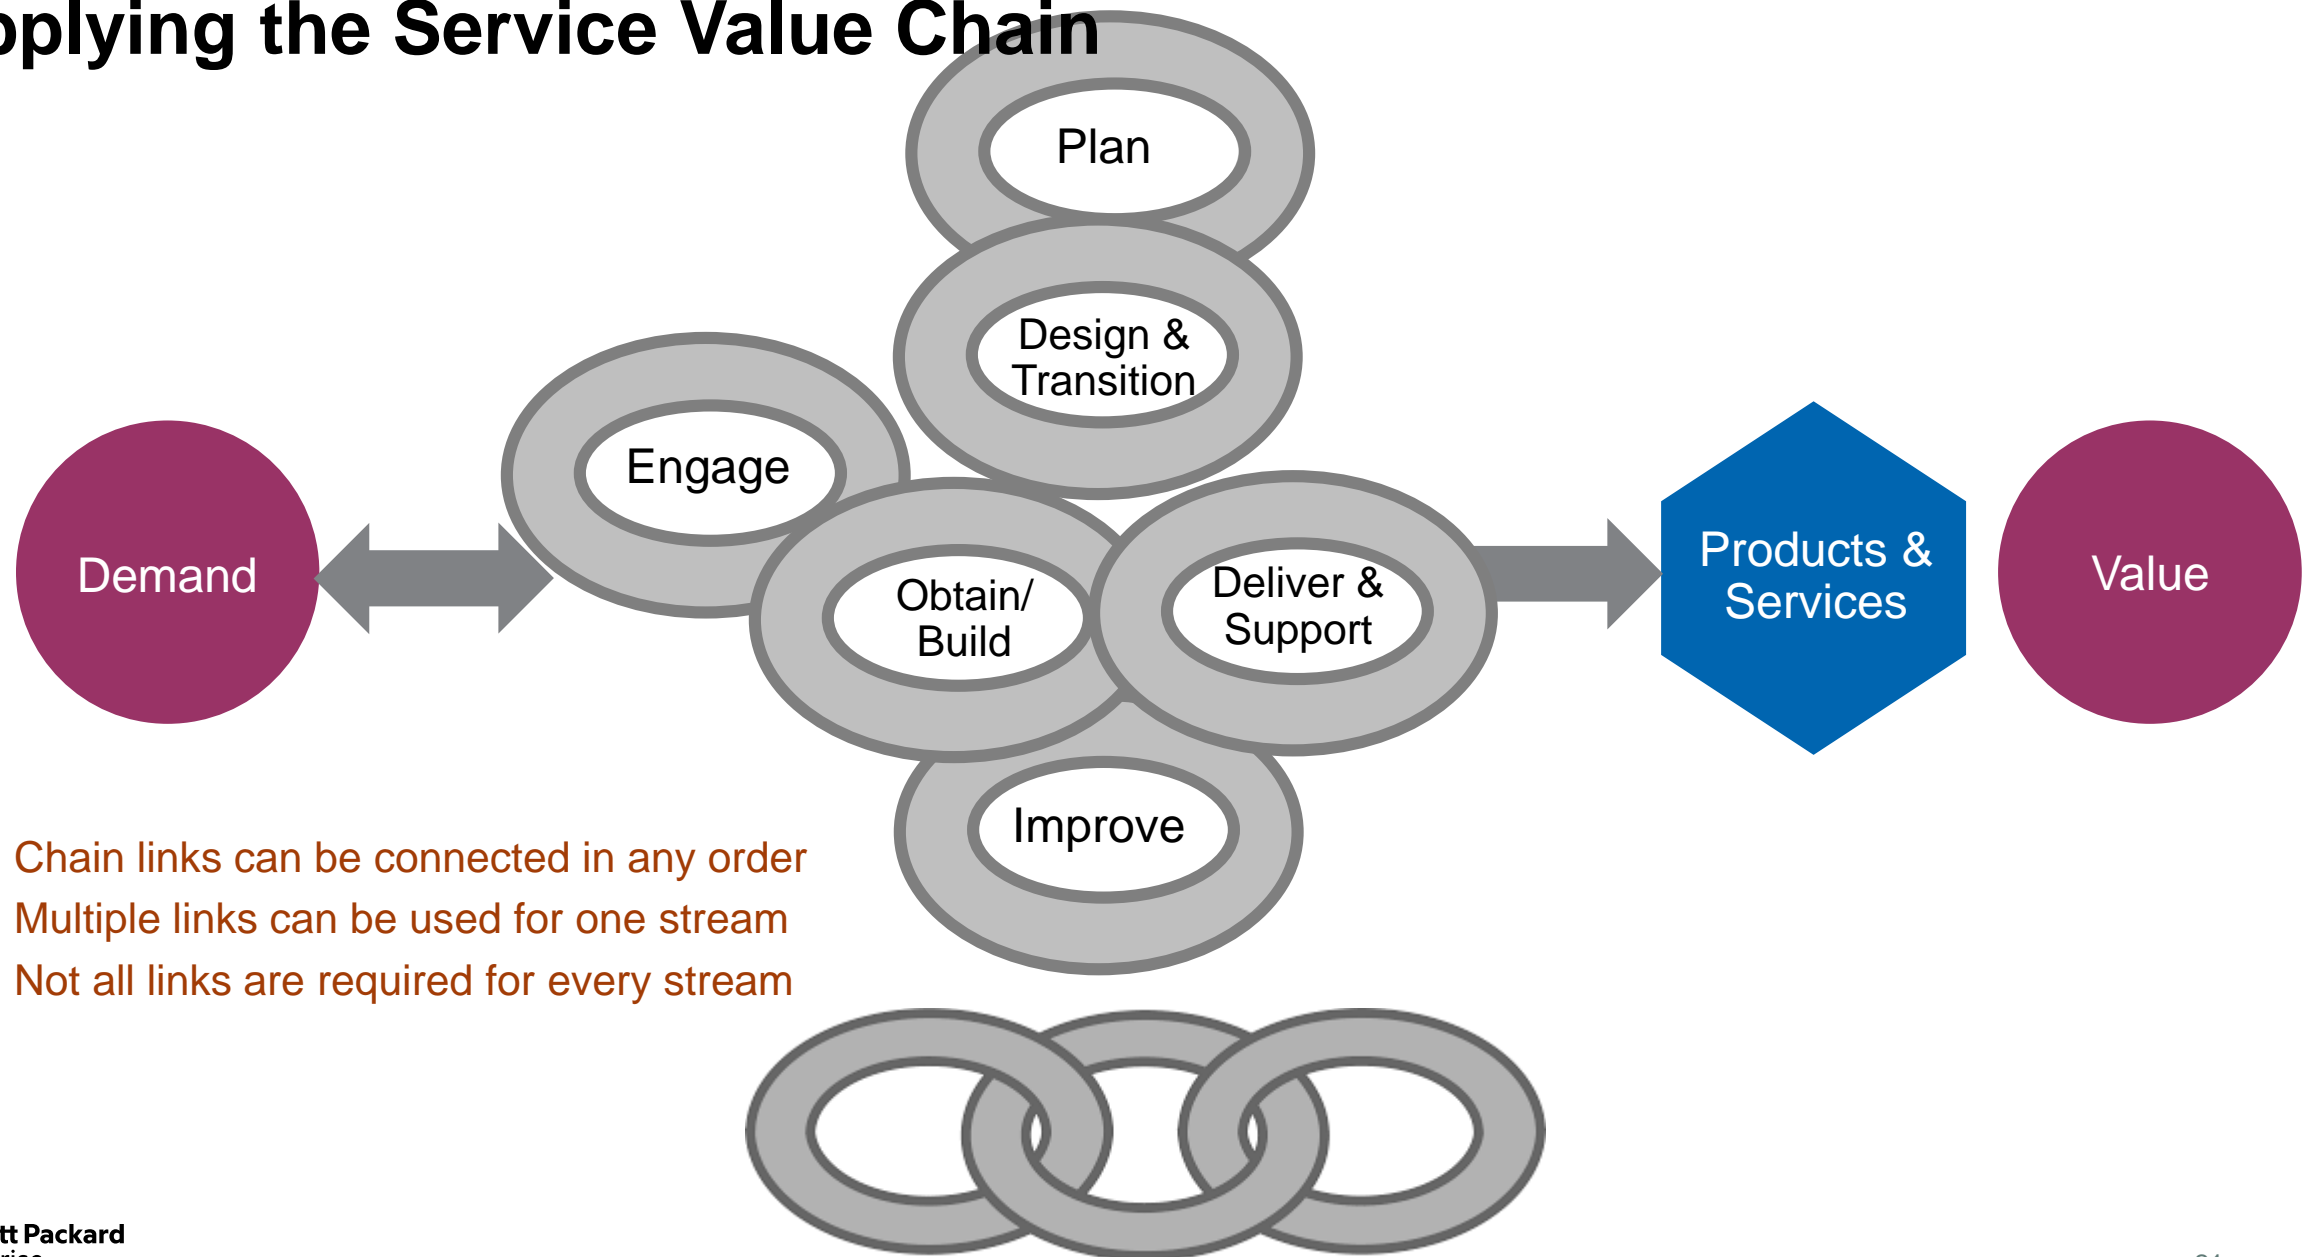 pplying the Service Value Chain
Plan
Design &
Transition
Engage
Demand
Obtain/
Build
Deliver &
Support
Products &
Services
Value
Improve
Chain links can be connected in any order
Multiple links can be used for one stream
Not all links are required for every stream
tt Packard